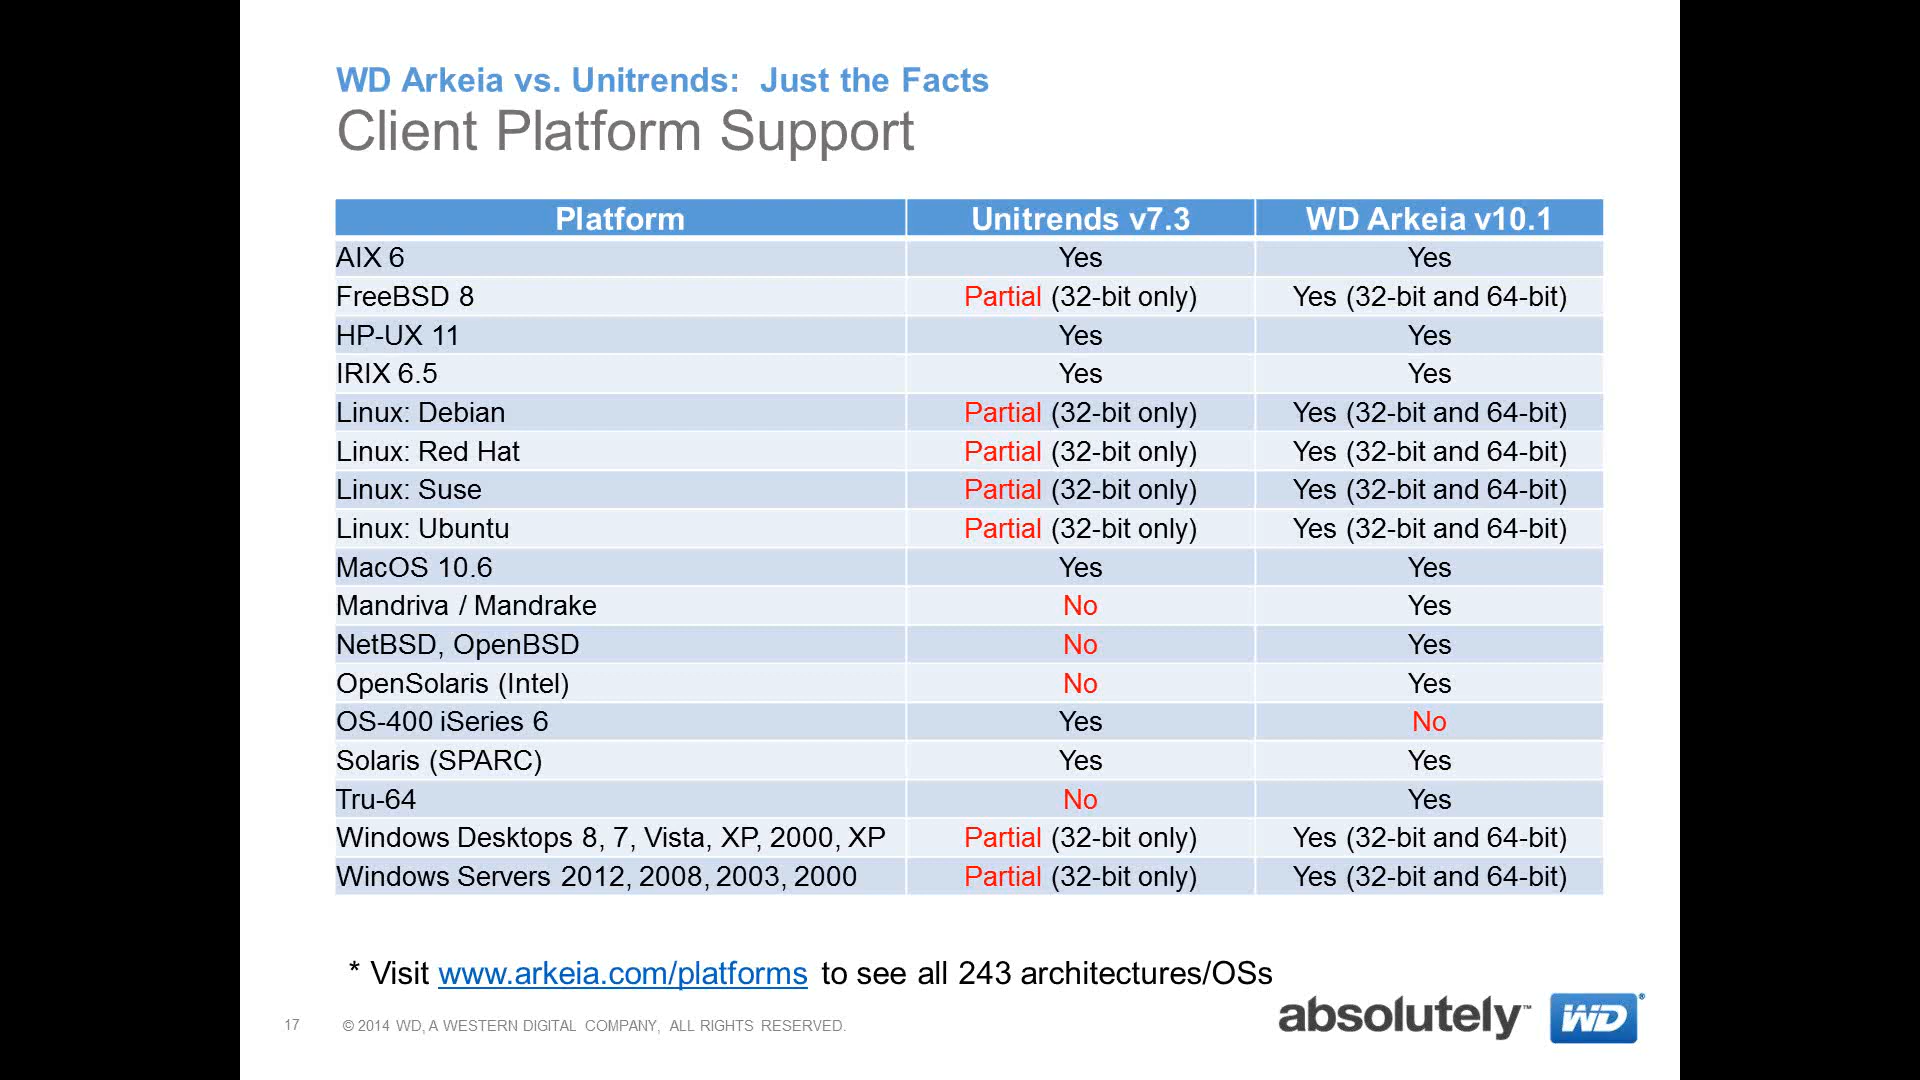 WD Arkeia vs. Unitrends: Just the Facts
Client Platform Support
Platform Unitrends v7.3 WD Arkeia v10.1
AIX 6 Yes Yes
FreeBSD 8 Partial (32-bit only) Yes (32-bit and 64-bit)
HP-UX 11 Yes Yes
IRIX 6.5 Yes Yes
Linux: Debian Partial (32-bit only) Yes (32-bit and 64-bit)
Linux: Red Hat Partial (32-bit only) Yes (32-bit and 64-bit)
Linux: Suse Partial (32-bit only) Yes (32-bit and 64-bit)
Linux: Ubuntu Partial (32-bit only) Yes (32-bit and 64-bit)
MacOS 10.6 Yes Yes
Mandriva / Mandrake No Yes
NetBSD, OpenBSD No Yes
OpenSolaris (Intel) No Yes
OS-400 iSeries 6 Yes No
Solaris (SPARC) Yes Yes
Tru-64 No Yes
Windows Desktops 8, 7, Vista, XP, 2000, XP Partial (32-bit only) Yes (32-bit and 64-bit)
Windows Servers 2012, 2008, 2003, 2000 Partial (32-bit only) Yes (32-bit and 64-bit)
* Visit www.arkeia.com/platforms to see all 243 architectures/OSs
17 © 2014 WD, A WESTERN DIGITAL COMPANY, ALL RIGHTS RESERVED.
absolutely™ WD®